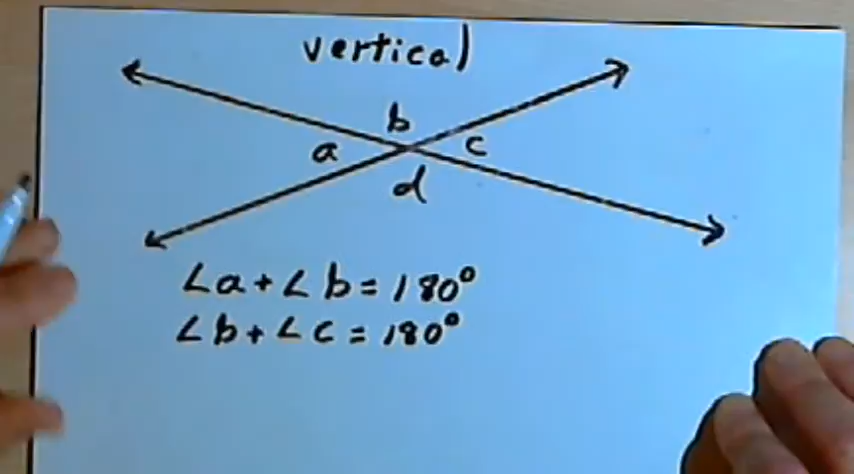 vertical
b
a
c
d
∠a+∠b=180°
∠b+∠c=180°